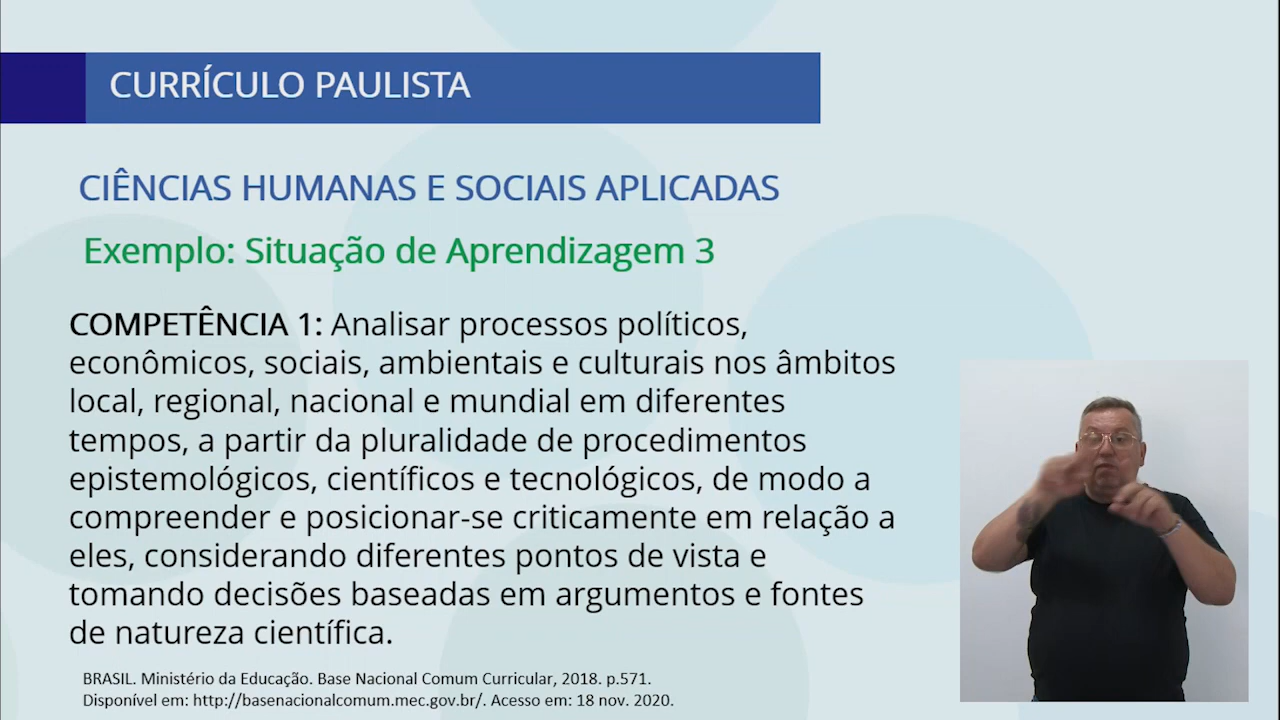 CURRÍCULO PAULISTA
CIÊNCIAS HUMANAS E SOCIAIS APLICADAS
Exemplo: Situação de Aprendizagem 3
COMPETÊNCIA 1: Analisar processos políticos,
econômicos, sociais, ambientais e culturais nos âmbitos
local, regional, nacional e mundial em diferentes
tempos, a partir da pluralidade de procedimentos
epistemológicos, científicos e tecnológicos, de modo a
compreender e posicionar-se criticamente em relação a
eles, considerando diferentes pontos de vista e
tomando decisões baseadas em argumentos e fontes
de natureza científica.
BRASIL. Ministério da Educação. Base Nacional Comum Curricular, 2018. p.571.
Disponível em: http://basenacionalcomum.mec.gov.br/. Acesso em: 18 nov. 2020.